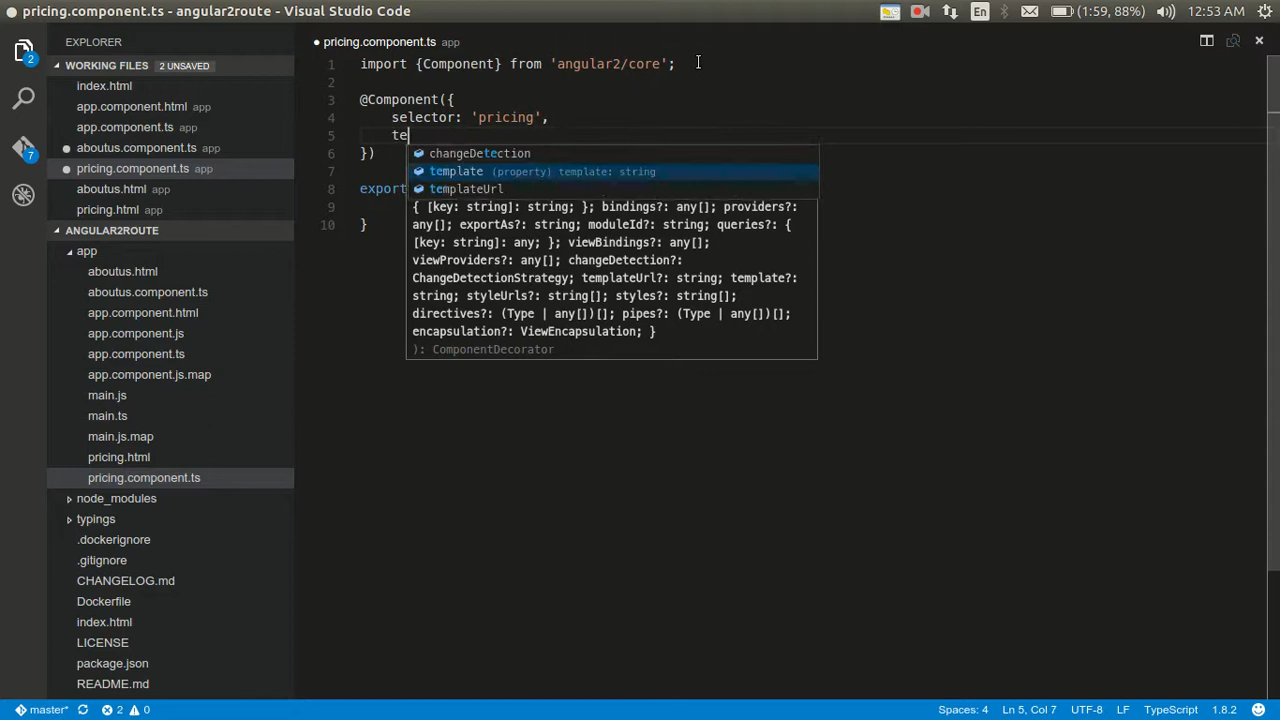 pricing.component.ts - angular2route - Visual Studio Code
En
(1:59, 88%)
12:53 AM
EXPLORER
WORKING FILES 2 UNSAVED
index.html
app.component.html app
app.component.ts app
aboutus.component.ts app
pricing.component.ts app
aboutus.html app
pricing.html app
ANGULAR2ROUTE
app
aboutus.html
aboutus.component.ts
app.component.html
app.component.js
app.component.ts
app.component.js.map
main.js
main.ts
main.js.map
pricing.html
pricing.component.ts
node_modules
typings
.dockerignore
.gitignore
CHANGELOG.md
Dockerfile
index.html
LICENSE
package.json
README.md
2
7
pricing.component.ts app
1 import {Component} from 'angular2/core';
2
3 @Component({
4 selector: 'pricing',
5 te
6 })
7
8 export
9
10 }
changeDetection
template (property) template: string
templateUrl
{ [key: string]: string; }; bindings?: any[]; providers?:
any[]; exportAs?: string; moduleId?: string; queries?: {
[key: string]: any; }; viewBindings?: any[];
viewProviders?: any[]; changeDetection?:
ChangeDetectionStrategy; templateUrl?: string; template?:
string; styleUrls?: string[]; styles?: string[];
directives?: (Type | any[])[]; pipes?: (Type | any[])[];
encapsulation?: ViewEncapsulation; }
): ComponentDecorator
master* 2 0
Spaces: 4 Ln 5, Col 7 UTF-8 LF TypeScript 1.8.2